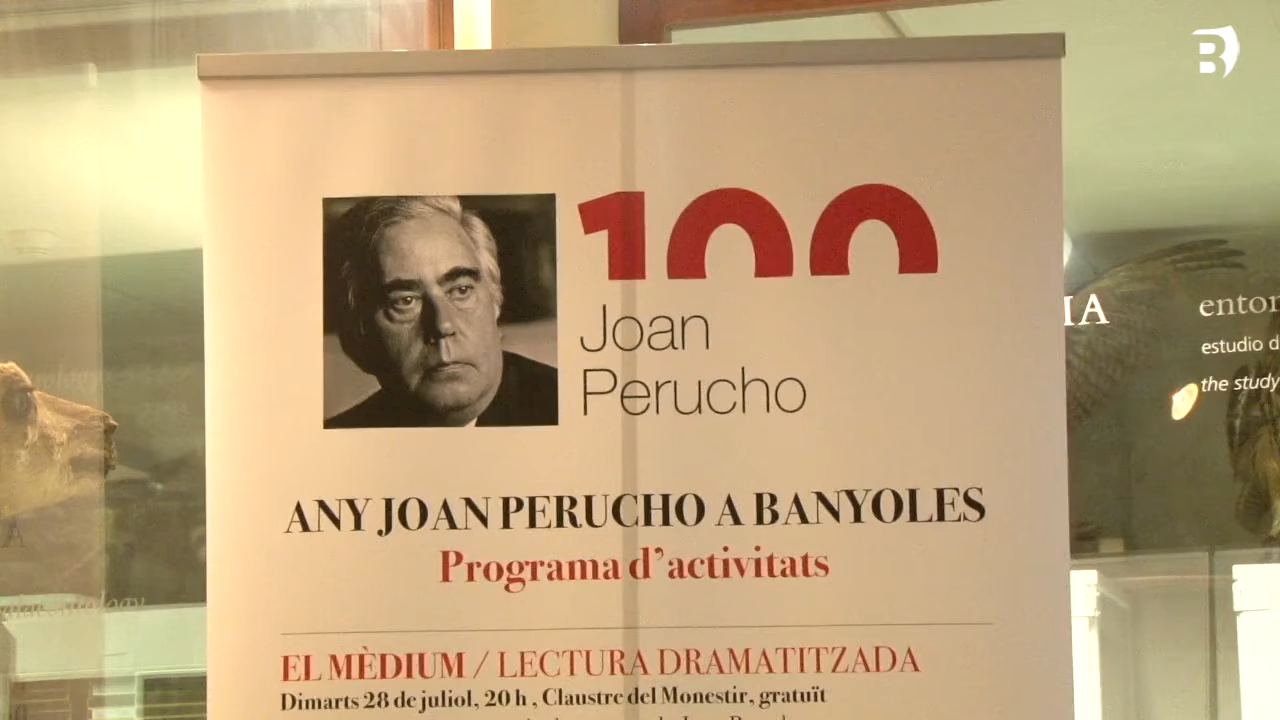 B
100
Joan
Perucho
ANY JOAN PERUCHO A BANYOLES
Programa d'activitats
EL MÈDIUM / LECTURA DRAMATITZADA
Dimarts 28 de juliol, 20 h , Claustre del Monestir, gratuït
IA
estudio d
the study